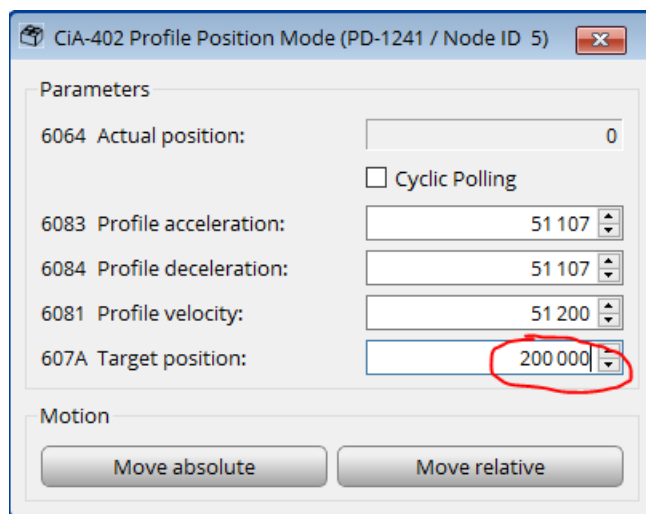 CiA-402 Profile Position Mode (PD-1241 / Node ID 5)
Parameters
6064 Actual position: 0
Cyclic Polling
6083 Profile acceleration: 51 107
6084 Profile deceleration: 51 107
6081 Profile velocity: 51 200
607A Target position: 200 000
Motion
Move absolute Move relative